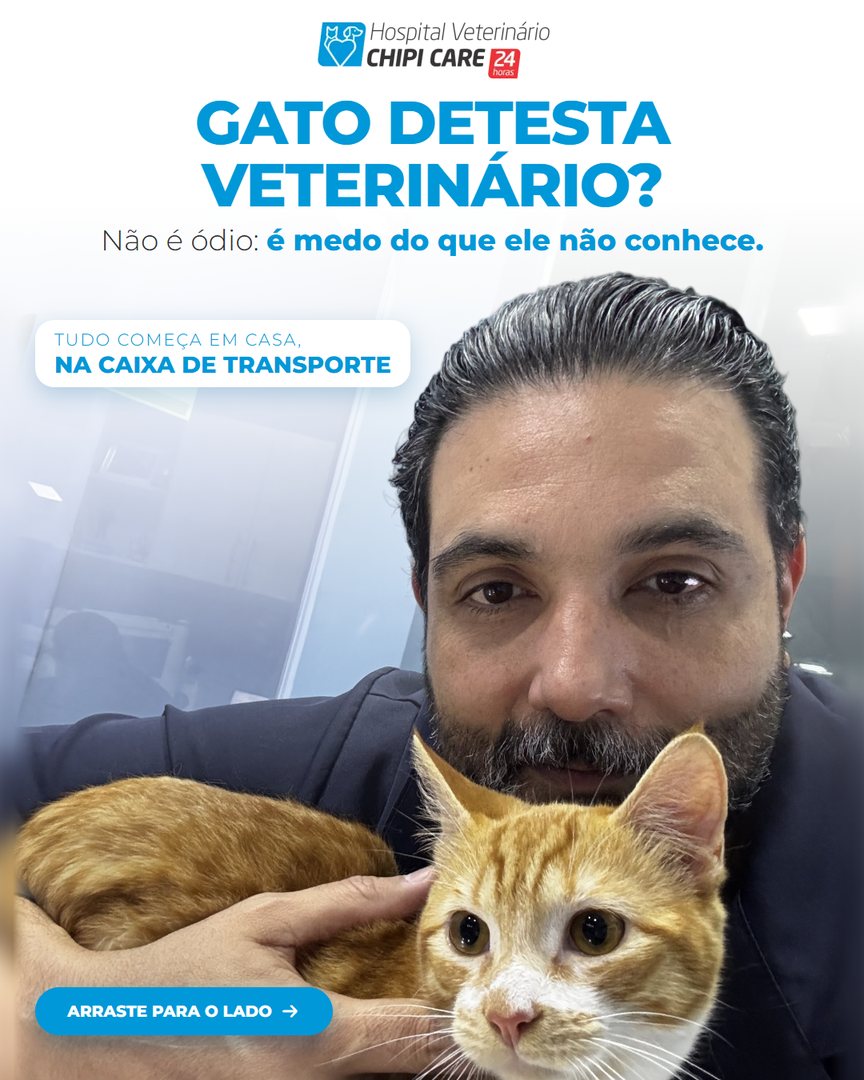 Hospital Veterinário
CHIPI CARE 24
horas
GATO DETESTA
VETERINÁRIO?
Não é ódio: é medo do que ele não conhece.
TUDO COMEÇA EM CASA,
NA CAIXA DE TRANSPORTE
ARRASTE PARA O LADO →